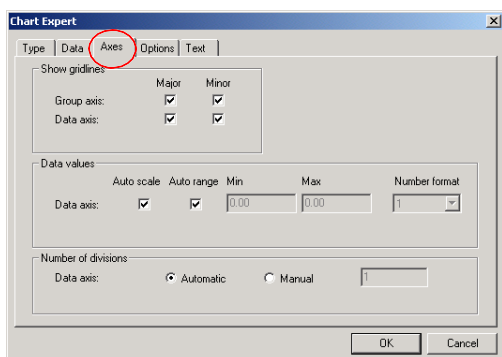 Chart Expert
Type Data Axes Options Text
Show gridlines
Major Minor
Group axis:
Data axis:
Data values
Auto scale Auto range Min Max Number format
Data axis: 0.00 0.00 1
Number of divisions
Data axis: Automatic Manual 1
OK Cancel